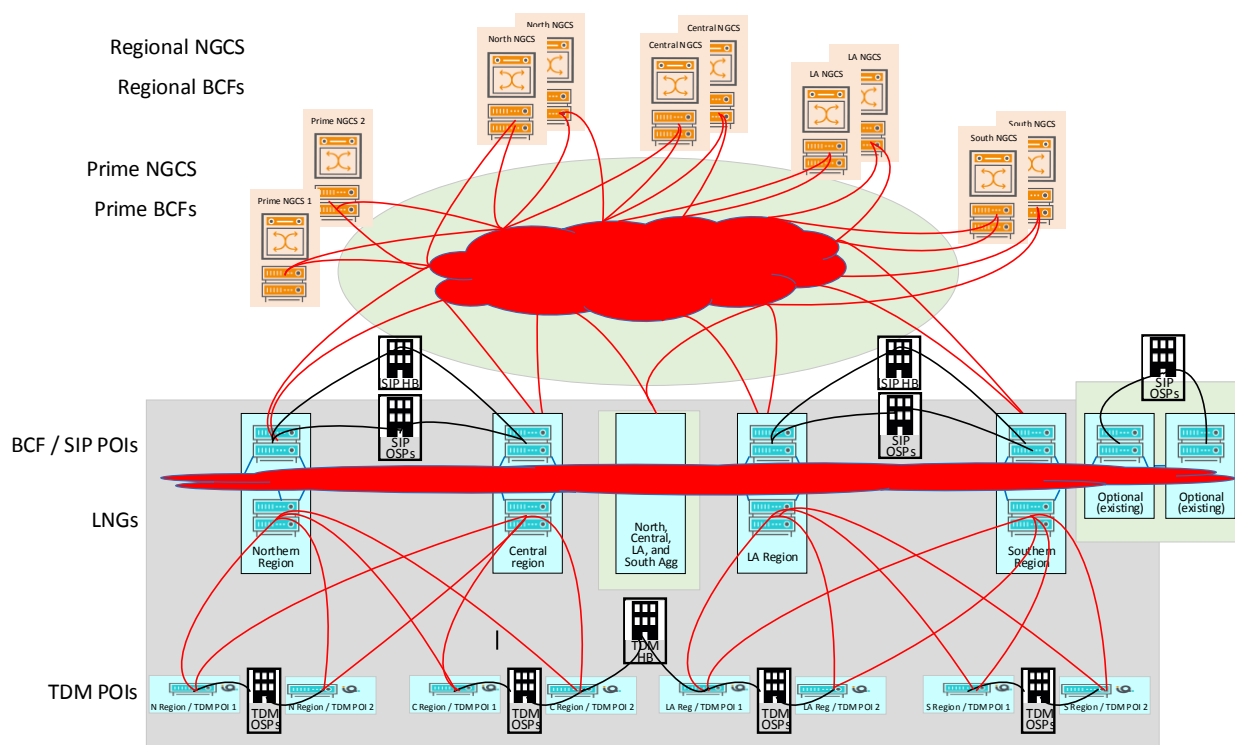 Regional NGCS
Regional BCFs
Prime NGCS
Prime BCFs
North NGCS
North NGCS
Central NGCS
Central NGCS
LA NGCS
LA NGCS
South NGCS
South NGCS
Prime NGCS 2
Prime NGCS 1
SIP HB
SIP
OSPs
SIP HB
SIP
OSPs
SIP
OSPs
BCF / SIP POIs
LNGs
Northern
Region
Central
region
North,
Central,
LA, and
South Agg
LA Region
Southern
Region
Optional
(existing)
Optional
(existing)
TDM
HB
TDM POIs
N Region / TDM POI 1
TDM
OSPs
N Region / TDM POI 2
C Region / TDM POI 1
TDM
OSPs
C Region / TDM POI 2
LA Reg / TDM POI 1
TDM
OSPs
LA Reg / TDM POI 2
S Region / TDM POI 1
TDM
OSPs
S Region / TDM POI 2